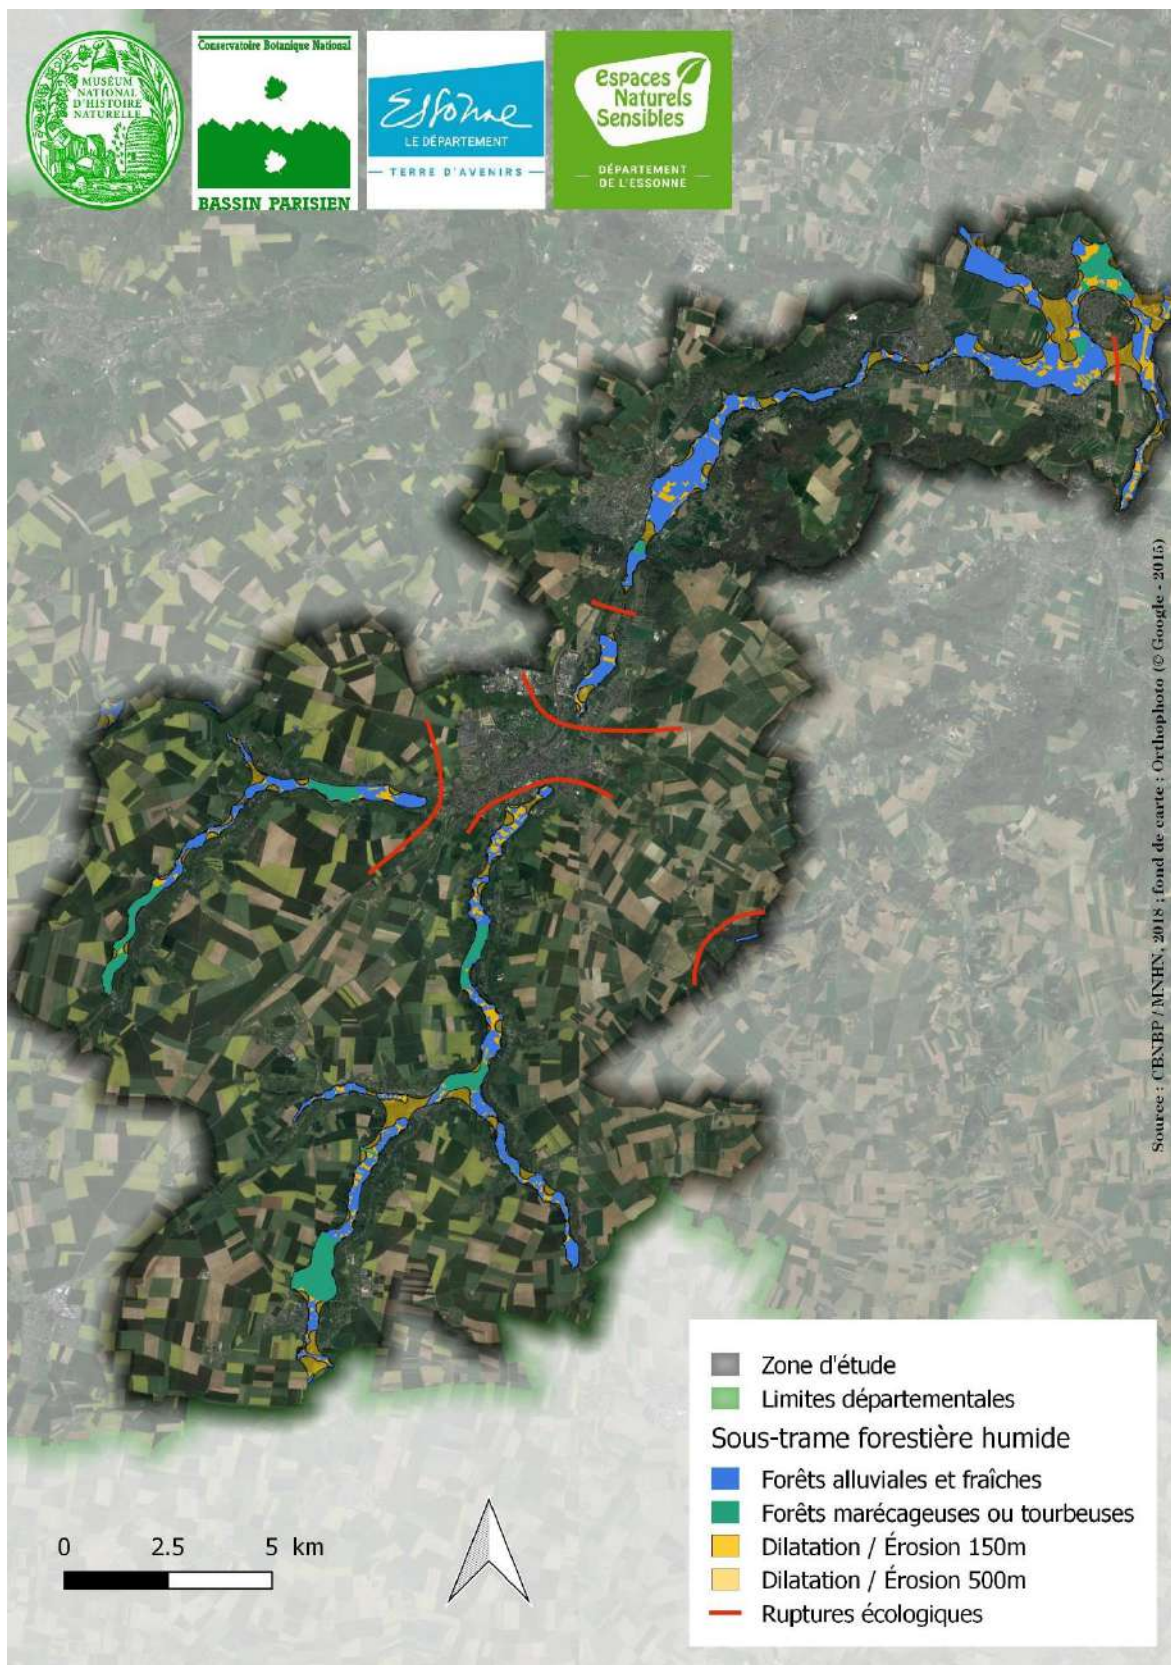 MUSÉUM
NATIONAL
D'HISTOIRE
NATURELLE
Conservatoire Botanique National
BASSIN PARISIEN
Essonne
LE DÉPARTEMENT
TERRE D'AVENIRS
espaces
Naturels
Sensibles
DÉPARTEMENT
DE L'ESSONNE
Source : CBNBP / MNHN, 2018 ; fond de carte : Orthophoto (© Google - 2015)
Zone d'étude
Limites départementales
Sous-trame forestière humide
Forêts alluviales et fraîches
Forêts marécageuses ou tourbeuses
Dilatation / Érosion 150m
Dilatation / Érosion 500m
Ruptures écologiques
0 2.5 5 km